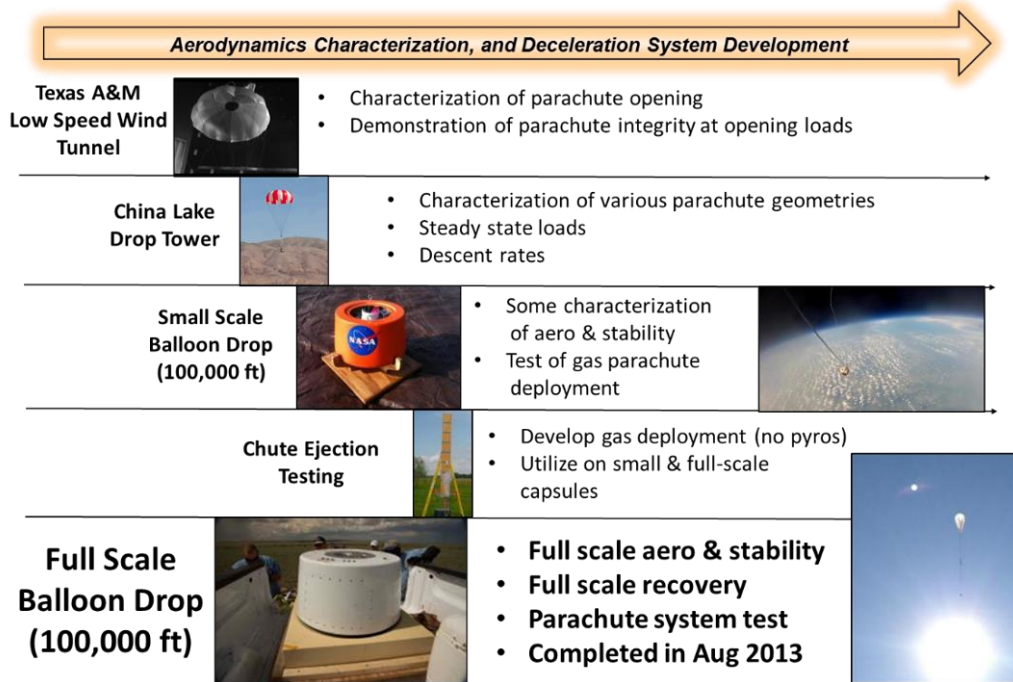 Aerodynamics Characterization, and Deceleration System Development
Texas A&M
Low Speed Wind
Tunnel
• Characterization of parachute opening
• Demonstration of parachute integrity at opening loads
China Lake
Drop Tower
• Characterization of various parachute geometries
• Steady state loads
• Descent rates
Small Scale
Balloon Drop
(100,000 ft)
NASA
• Some characterization
of aero & stability
• Test of gas parachute
deployment
Chute Ejection
Testing
• Develop gas deployment (no pyros)
• Utilize on small & full-scale
capsules
Full Scale
Balloon Drop
(100,000 ft)
• Full scale aero & stability
• Full scale recovery
• Parachute system test
• Completed in Aug 2013